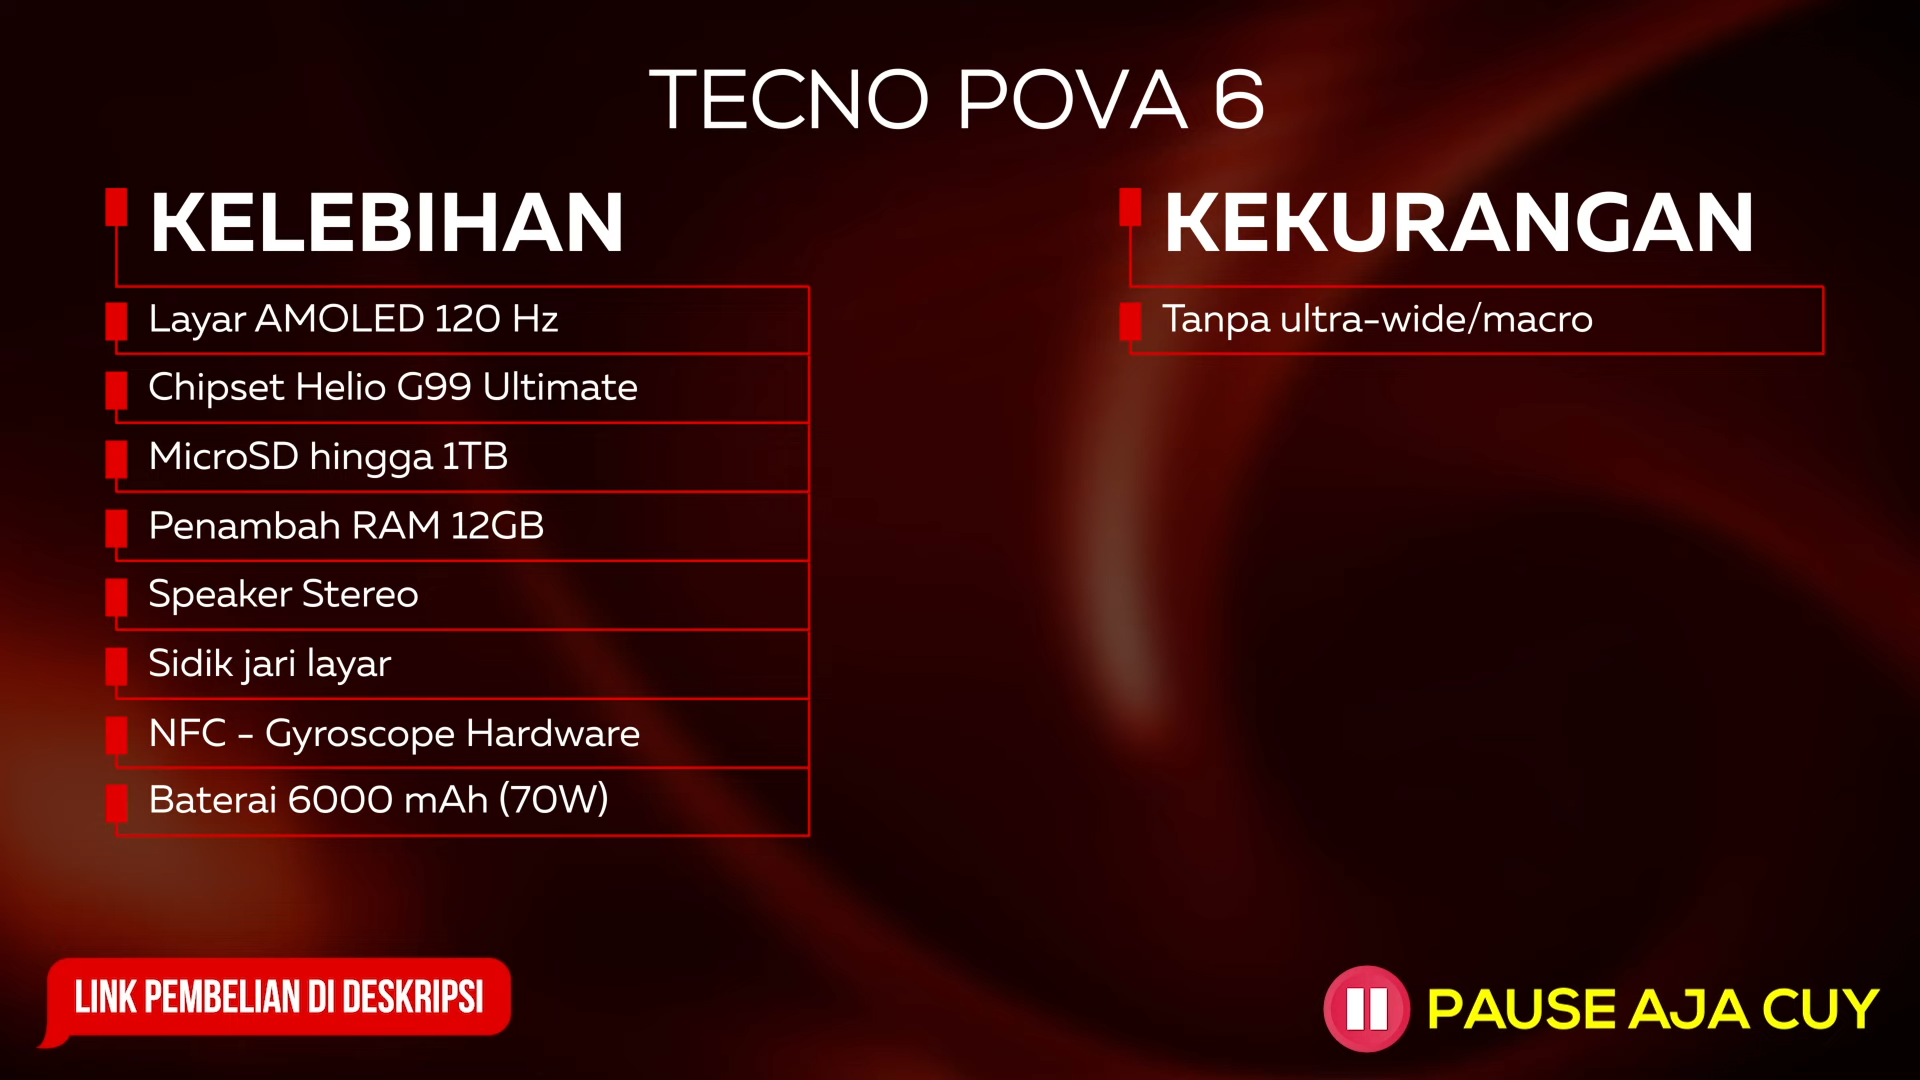 TECNO POVA 6
KELEBIHAN
Layar AMOLED 120 Hz
Chipset Helio G99 Ultimate
MicroSD hingga 1TB
Penambah RAM 12GB
Speaker Stereo
Sidik jari layar
NFC - Gyroscope Hardware
Baterai 6000 mAh (70W)
KEKURANGAN
Tanpa ultra-wide/macro
LINK PEMBELIAN DI DESKRIPSI
PAUSE AJA CUY